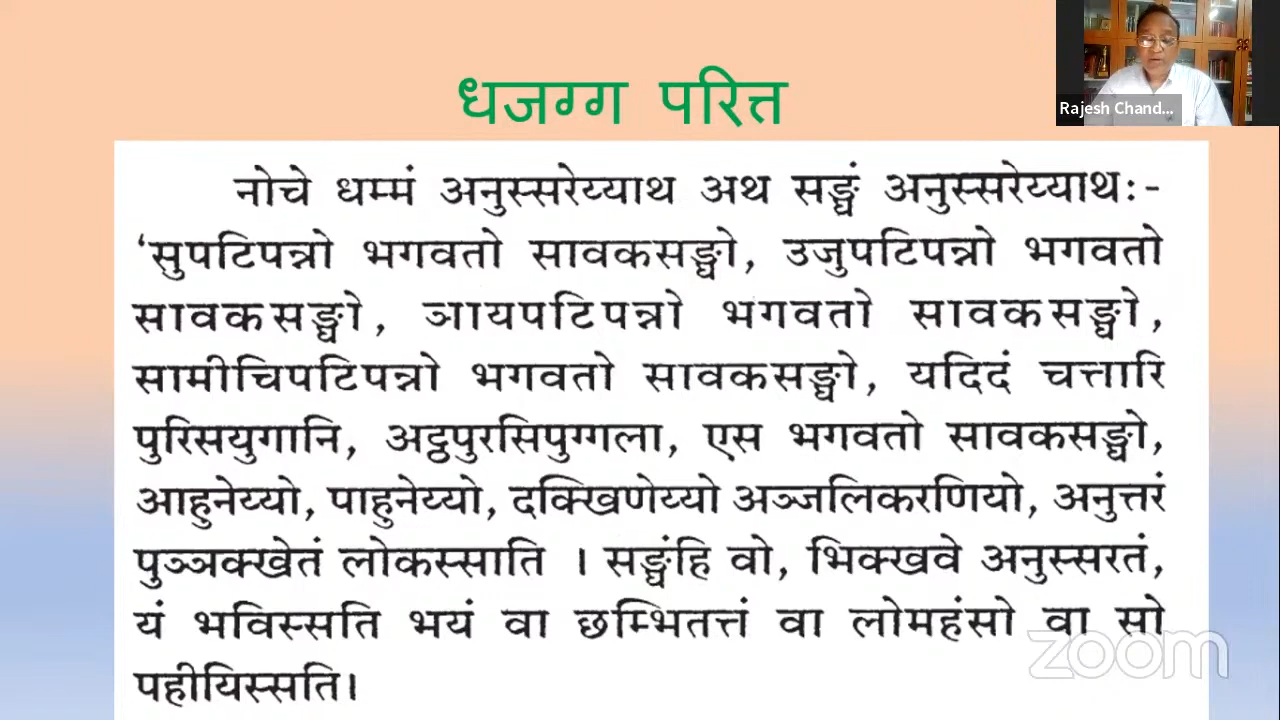 धजग्ग परित्त
Rajesh Chand...
नोचे धम्मं अनुस्सरेय्याथ अथ सङ्घं अनुस्सरेय्याथः-
‘सुपटिपन्नो भगवतो सावकसङ्घो, उजुपटिपन्नो भगवतो
सावकसङ्घो, ञायपटिपन्नो भगवतो सावकसङ्घो,
सामीचिपटिपन्नो भगवतो सावकसङ्घो, यदिदं चत्तारि
पुरिसयुगानि, अट्ठपुरसिपुग्गला, एस भगवतो सावकसङ्घो,
आहुनेय्यो, पाहुनेय्यो, दक्खिणेय्यो अञ्जलिकरणियो, अनुत्तरं
पुञ्ञक्खेतं लोकस्साति । सङ्घंहि वो, भिक्खवे अनुस्सरतं,
यं भविस्सति भयं वा छम्भितत्तं वा लोमहंसो वा सो
पहीयिस्सति।
zoom